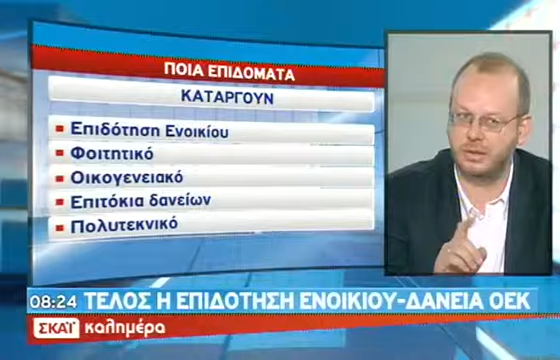 ΠΟΙΑ ΕΠΙΔΟΜΑΤΑ
ΚΑΤΑΡΓΟΥΝ
Επιδότηση Ενοικίου
Φοιτητικό
Οικογενειακό
Επιτόκια δανείων
Πολυτεκνικό
08:24 ΤΕΛΟΣ Η ΕΠΙΔΟΤΗΣΗ ΕΝΟΙΚΙΟΥ-ΔΑΝΕΙΑ ΟΕΚ
ΣΚΑΪ καλημέρα